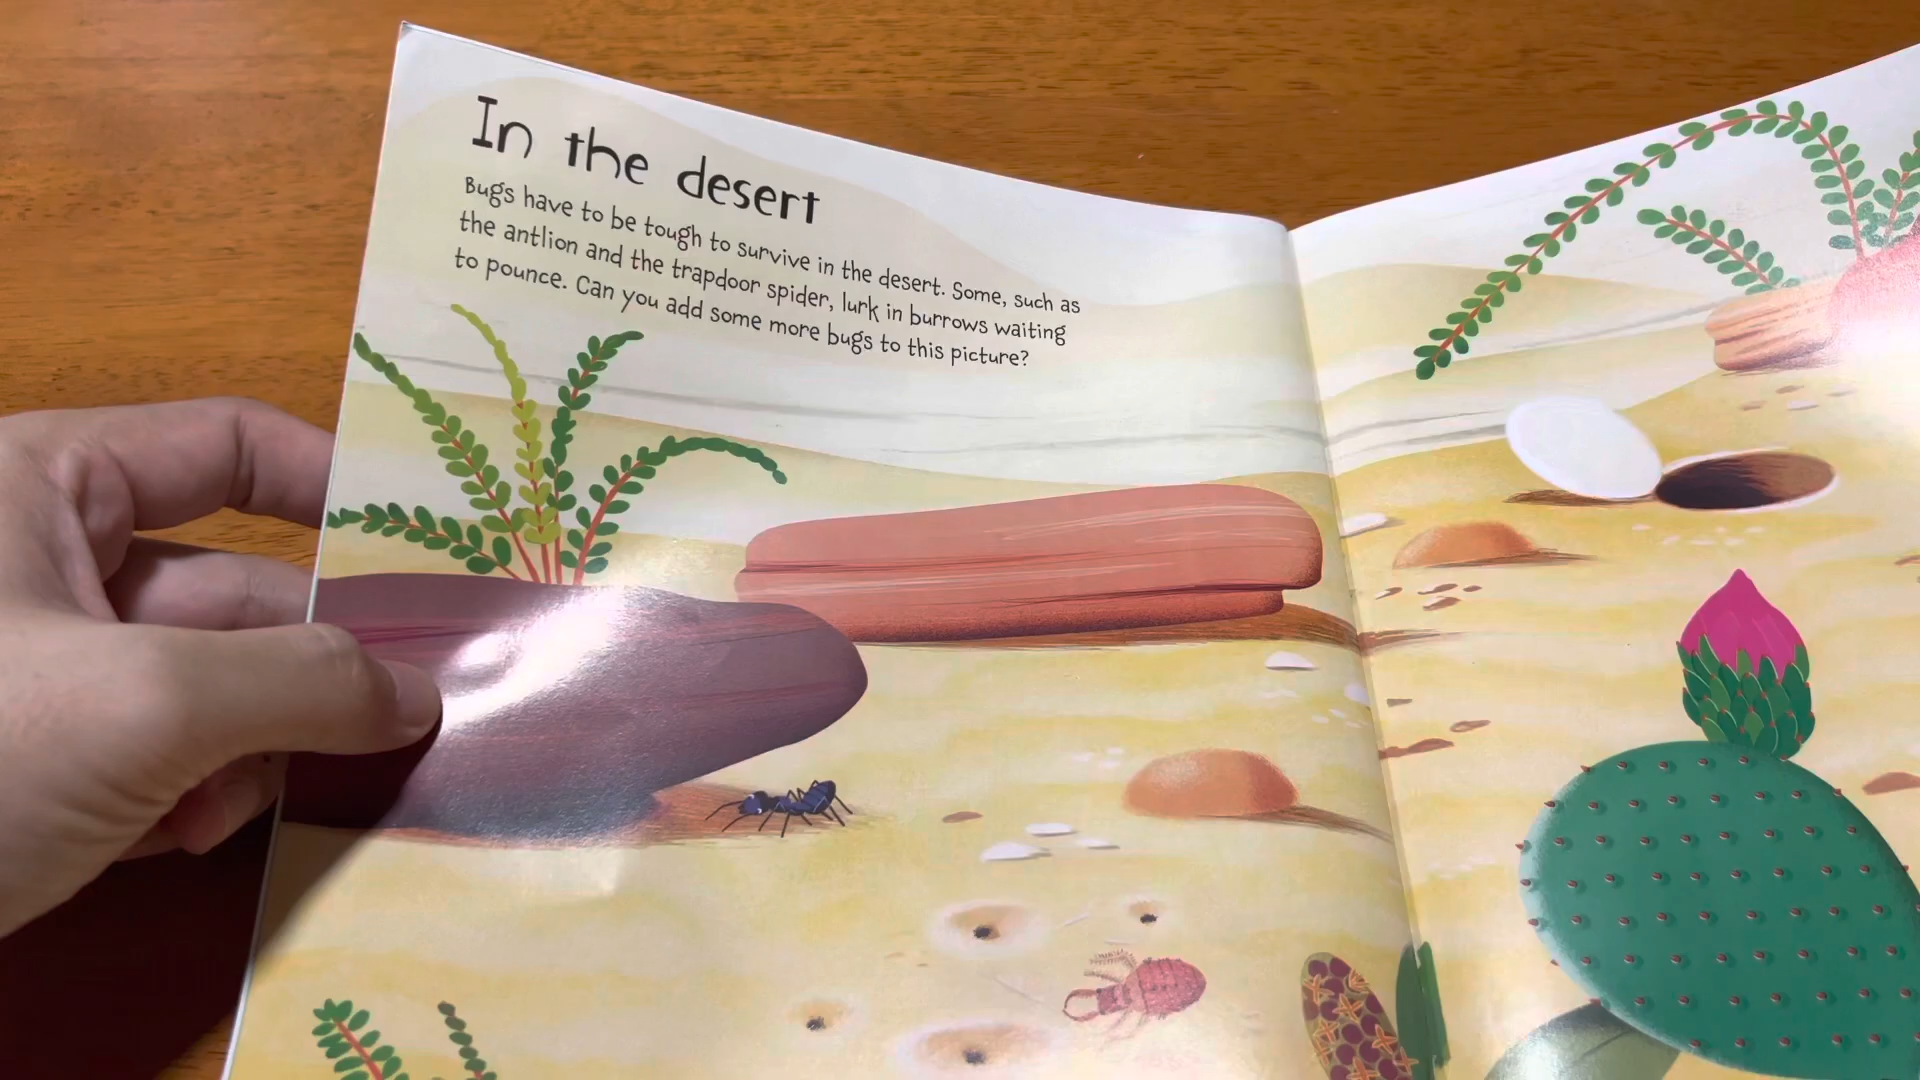 In the desert
Bugs have to be tough to survive in the desert. Some, such as
the antlion and the trapdoor spider, lurk in burrows waiting
to pounce. Can you add some more bugs to this picture?